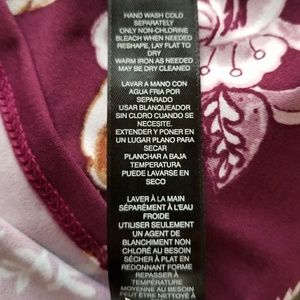 HAND WASH COLD
SEPARATELY
ONLY NON-CHLORINE
BLEACH WHEN NEEDED
RESHAPE, LAY FLAT TO
DRY
WARM IRON AS NEEDED
MAY BE DRY CLEANED
LAVAR A MANO CON
AGUA FRIA POR
SEPARADO
USAR BLANQUEADOR
SIN CLORO CUANDO SE
NECESITE.
EXTENDER Y PONER EN
UN LUGAR PLANO PARA
SECAR
PLANCHAR A BAJA
TEMPERATURA
PUEDE LAVARSE EN
SECO
LAVER À LA MAIN
SÉPARÉMENT À L'EAU
FROIDE
UTILISER SEULEMENT
UN AGENT DE
BLANCHIMENT NON
CHLORÉ AU BESOIN
SÉCHER À PLAT EN
REDONNANT FORME
REPASSER À
TEMPÉRATURE
MOYENNE AU BESOIN
PEUT ÊTRE NETTOYÉ À